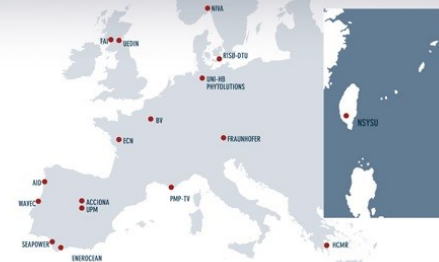 NIVA
FAI
UEDIN
RISØ-DTU
UNI-HB
PHYTOLUTIONS
BV
NSYSU
ECN
FRAUNHOFER
AID
PMP-TV
WAVEC
ACCIONA
UPM
SEAPOWER
ENEROCEAN
HCMR